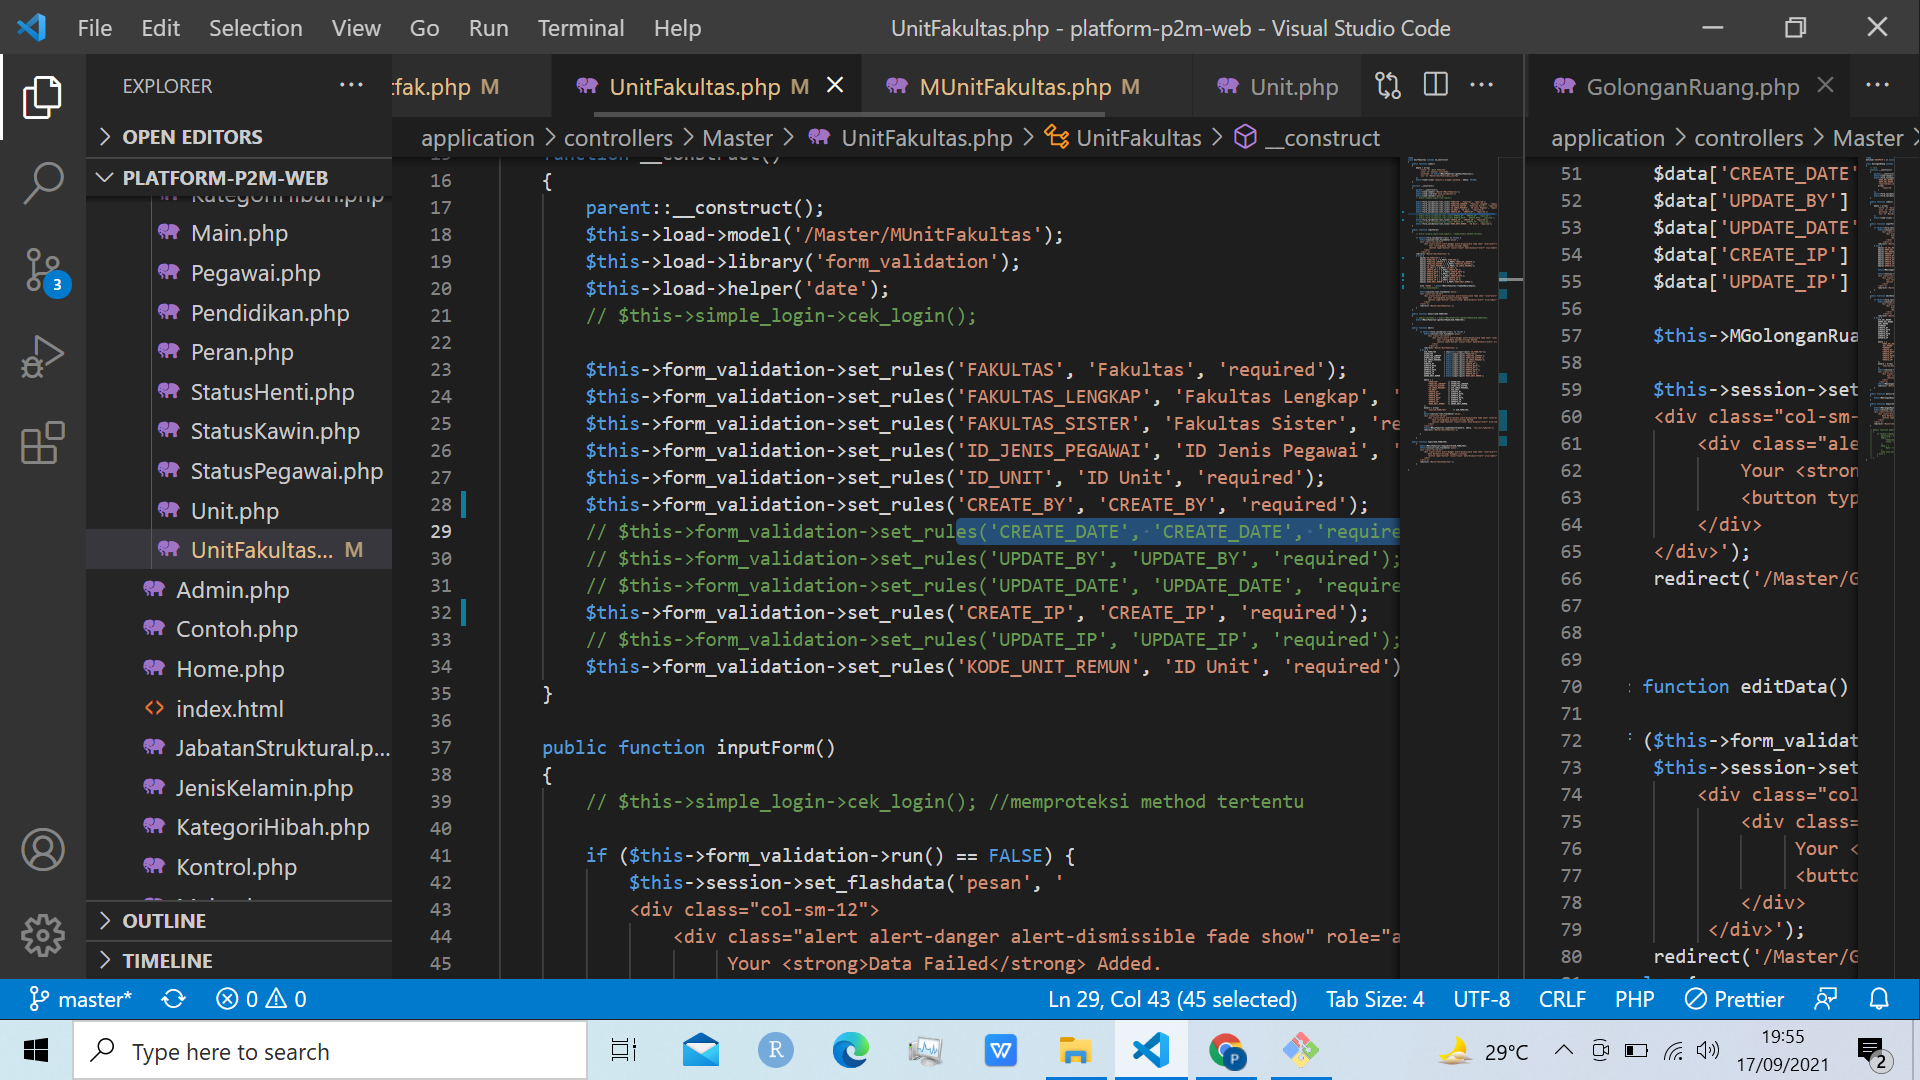 File Edit Selection View Go Run Terminal Help UnitFakultas.php - platform-p2m-web - Visual Studio Code
EXPLORER ··· tfak.php M UnitFakultas.php M MUnitFakultas.php M Unit.php ··· GolonganRuang.php ···
OPEN EDITORS
application > controllers > Master > UnitFakultas.php > UnitFakultas > __construct
application > controllers > Master >
PLATFORM-P2M-WEB
KategoriHibah.php
Main.php
Pegawai.php
Pendidikan.php
Peran.php
StatusHenti.php
StatusKawin.php
StatusPegawai.php
Unit.php
UnitFakultas... M
Admin.php
Contoh.php
Home.php
index.html
JabatanStruktural.p...
JenisKelamin.php
KategoriHibah.php
Kontrol.php
OUTLINE
TIMELINE
3
15 function __construct()
16 {
17 parent::__construct();
18 $this->load->model('/Master/MUnitFakultas');
19 $this->load->library('form_validation');
20 $this->load->helper('date');
21 // $this->simple_login->cek_login();
22
23 $this->form_validation->set_rules('FAKULTAS', 'Fakultas', 'required');
24 $this->form_validation->set_rules('FAKULTAS_LENGKAP', 'Fakultas Lengkap', '
25 $this->form_validation->set_rules('FAKULTAS_SISTER', 'Fakultas Sister', 're
26 $this->form_validation->set_rules('ID_JENIS_PEGAWAI', 'ID Jenis Pegawai', '
27 $this->form_validation->set_rules('ID_UNIT', 'ID Unit', 'required');
28 $this->form_validation->set_rules('CREATE_BY', 'CREATE_BY', 'required');
29 // $this->form_validation->set_rules('CREATE_DATE', 'CREATE_DATE', 'require
30 // $this->form_validation->set_rules('UPDATE_BY', 'UPDATE_BY', 'required');
31 // $this->form_validation->set_rules('UPDATE_DATE', 'UPDATE_DATE', 'require
32 $this->form_validation->set_rules('CREATE_IP', 'CREATE_IP', 'required');
33 // $this->form_validation->set_rules('UPDATE_IP', 'UPDATE_IP', 'required');
34 $this->form_validation->set_rules('KODE_UNIT_REMUN', 'ID Unit', 'required')
35 }
36
37 public function inputForm()
38 {
39 // $this->simple_login->cek_login(); //memproteksi method tertentu
40
41 if ($this->form_validation->run() == FALSE) {
42 $this->session->set_flashdata('pesan', '
43 <div class="col-sm-12">
44 <div class="alert alert-danger alert-dismissible fade show" role="a
45 Your <strong>Data Failed</strong> Added.
51 $data['CREATE_DATE'
52 $data['UPDATE_BY']
53 $data['UPDATE_DATE'
54 $data['CREATE_IP']
55 $data['UPDATE_IP']
56
57 $this->MGolonganRua
58
59 $this->session->set
60 <div class="col-sm-
61 <div class="ale
62 Your <stron
63 <button typ
64 </div>
65 </div>');
66 redirect('/Master/G
67
68
69
70 function editData()
71
72 ($this->form_validat
73 $this->session->set
74 <div class="col
75 <div class=
76 Your <
77 <butto
78 </div>
79 </div>');
80 redirect('/Master/G
master* 0 0 Ln 29, Col 43 (45 selected) Tab Size: 4 UTF-8 CRLF PHP Prettier
Type here to search
29°C 19:55
17/09/2021 2